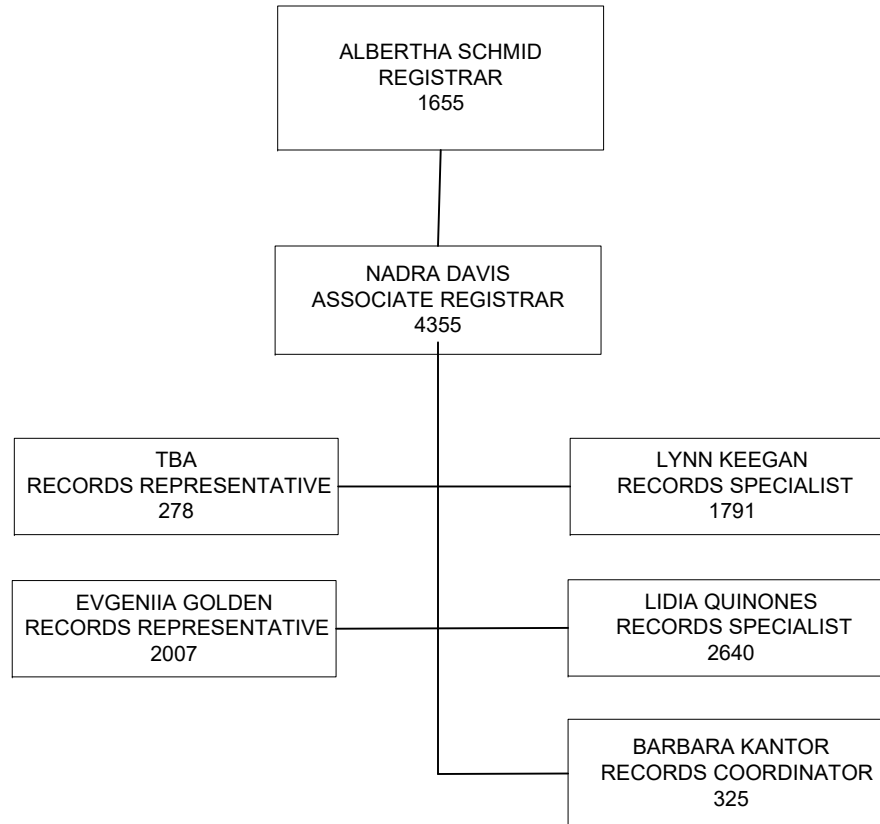 ALBERTHA SCHMID
REGISTRAR
1655
NADRA DAVIS
ASSOCIATE REGISTRAR
4355
TBA
RECORDS REPRESENTATIVE
278
LYNN KEEGAN
RECORDS SPECIALIST
1791
EVGENIIA GOLDEN
RECORDS REPRESENTATIVE
2007
LIDIA QUINONES
RECORDS SPECIALIST
2640
BARBARA KANTOR
RECORDS COORDINATOR
325